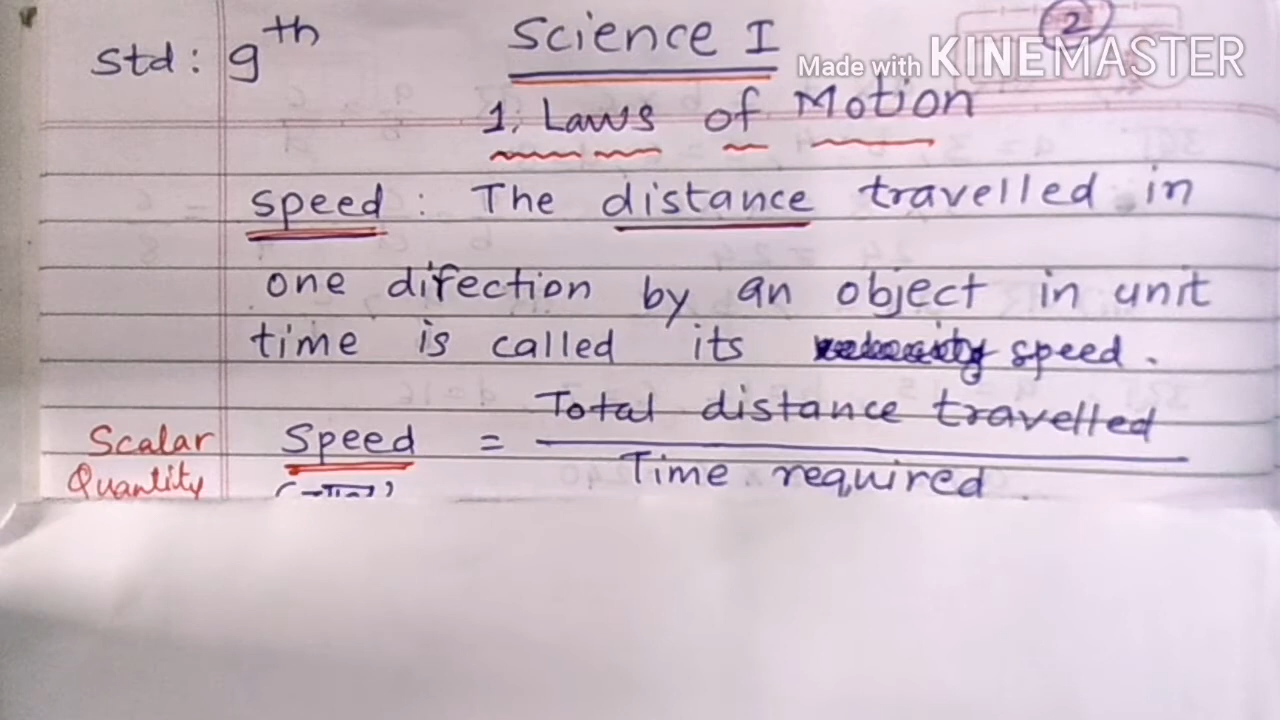 Std: 9th
Science I
2
Made with KINEMASTER
1. Laws of Motion
Speed: The distance travelled in
one direction by an object in unit
time is called its speed.
Total distance travelled
Scalar Speed =
Quantity Time required